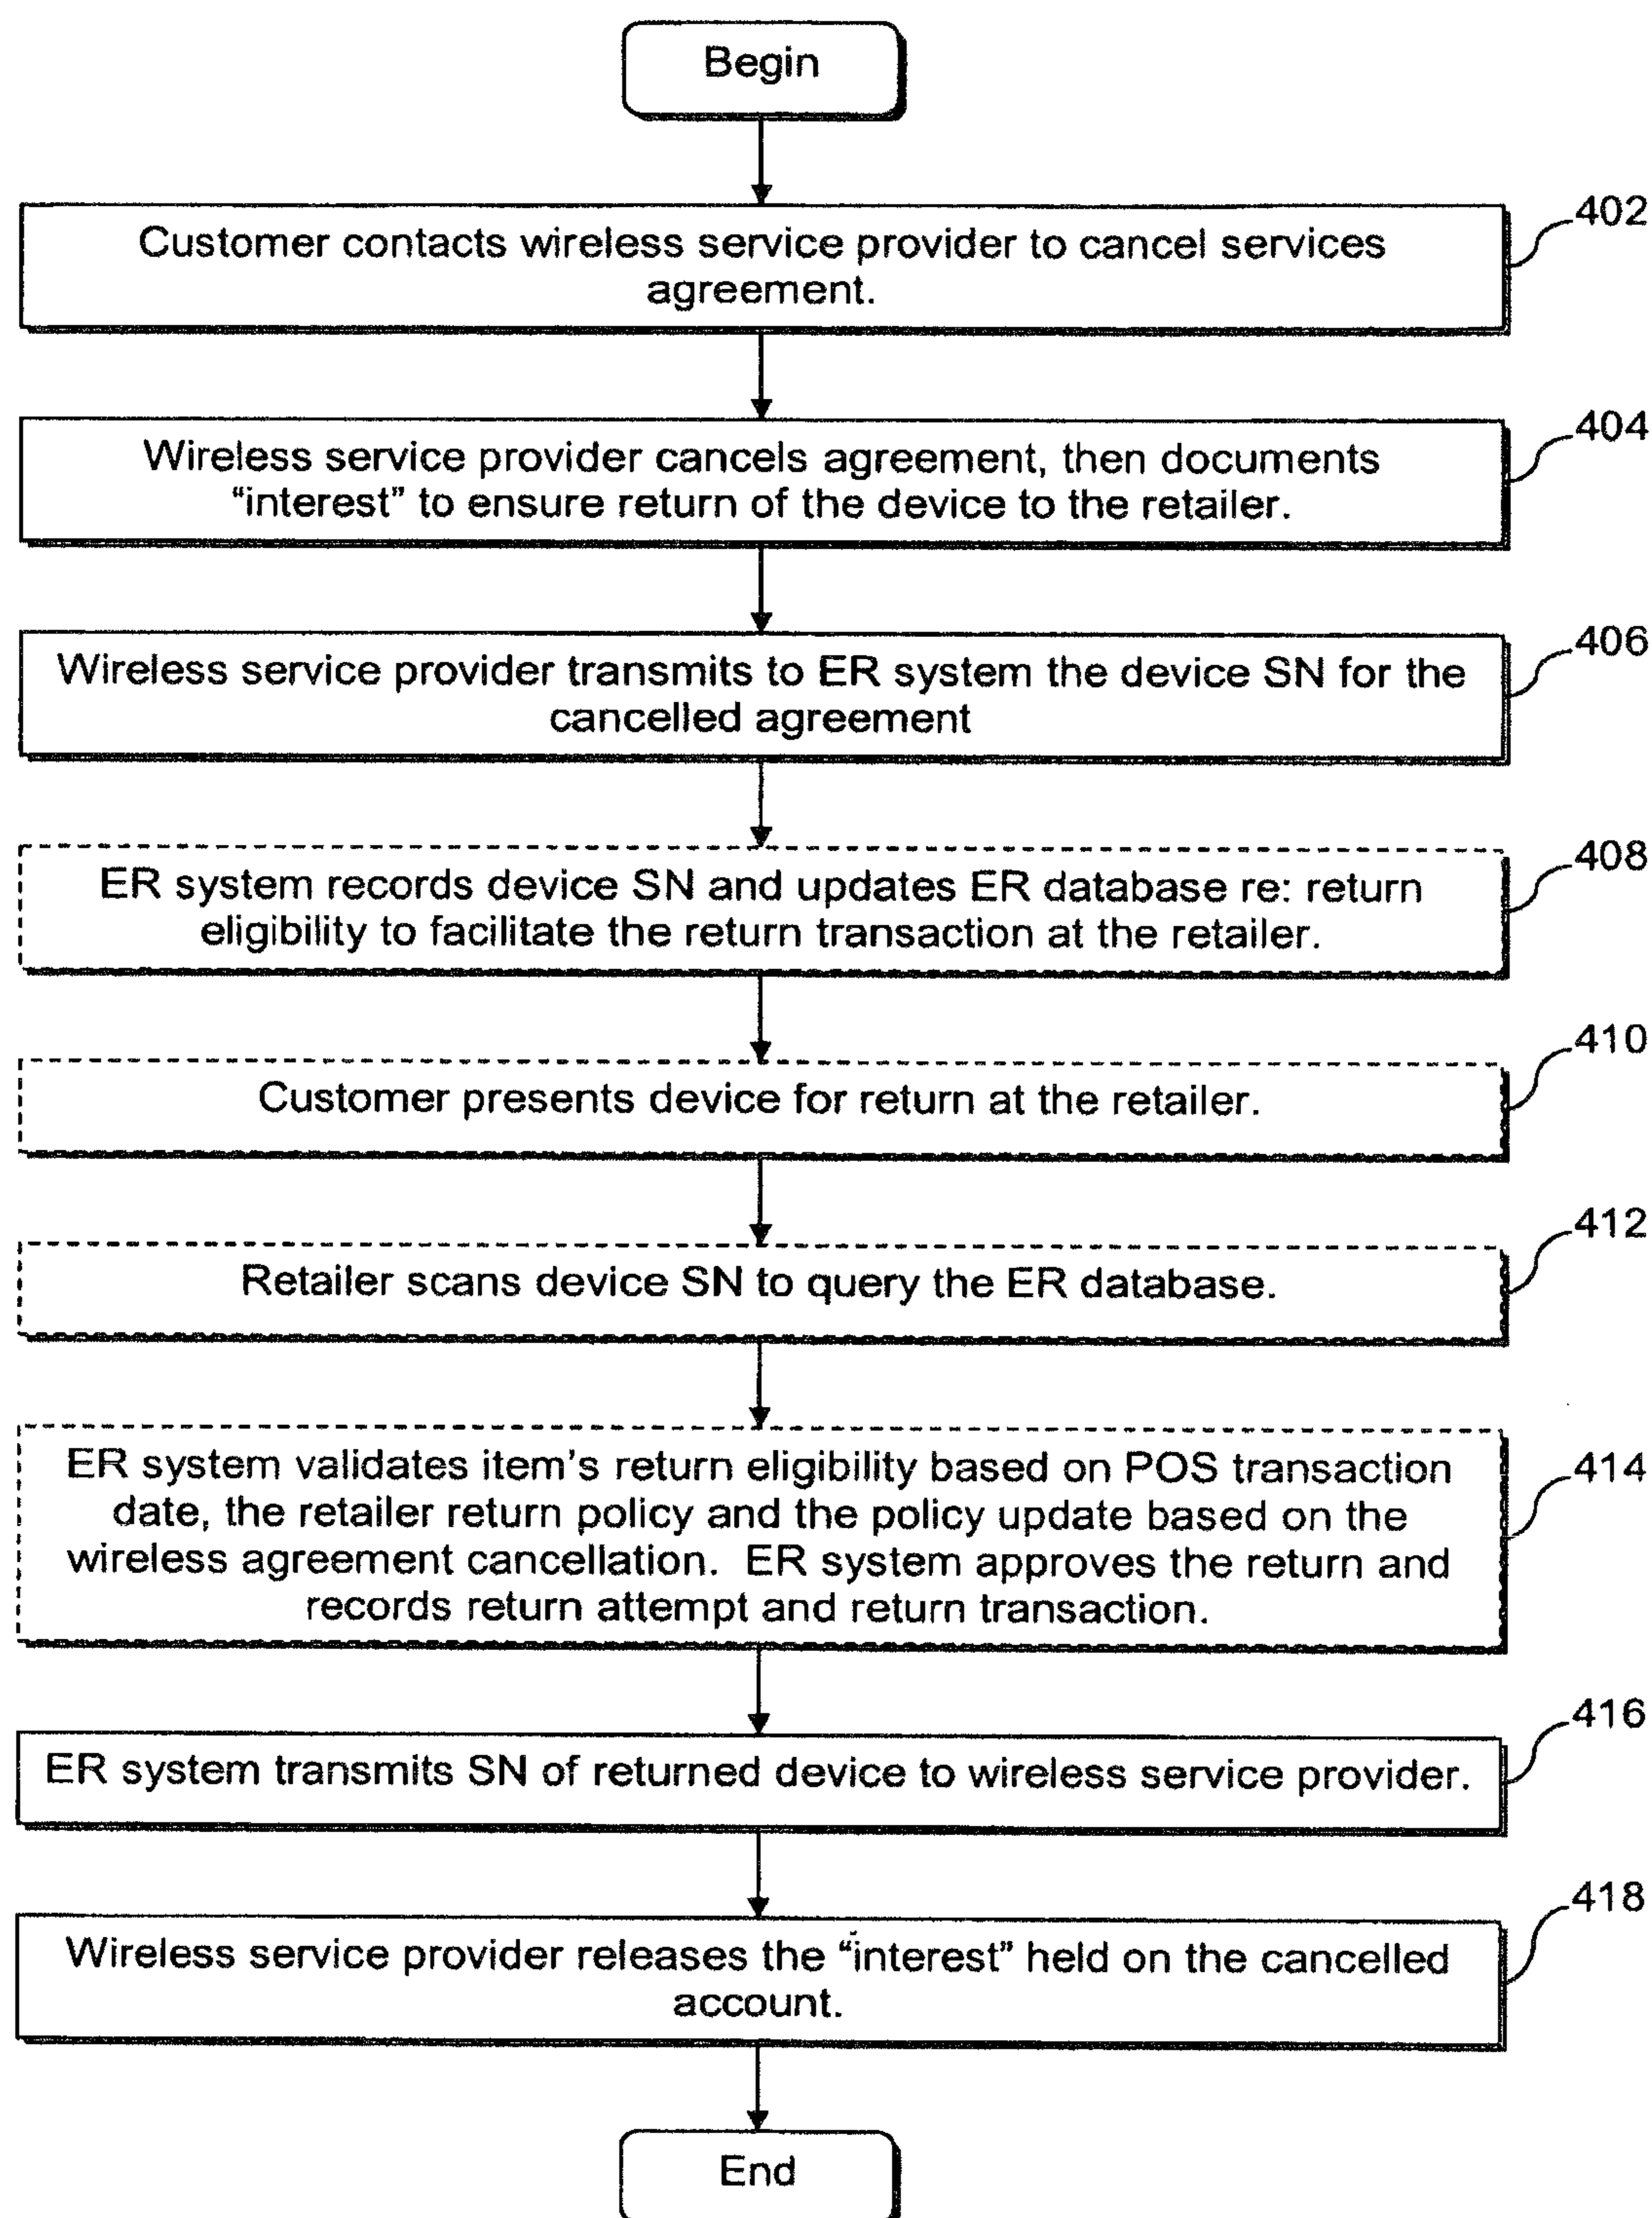 Begin
402
Customer contacts wireless service provider to cancel services
agreement.
404
Wireless service provider cancels agreement, then documents
“interest” to ensure return of the device to the retailer.
406
Wireless service provider transmits to ER system the device SN for the
cancelled agreement
408
ER system records device SN and updates ER database re: return
eligibility to facilitate the return transaction at the retailer.
410
Customer presents device for return at the retailer.
412
Retailer scans device SN to query the ER database.
414
ER system validates item’s return eligibility based on POS transaction
date, the retailer return policy and the policy update based on the
wireless agreement cancellation.  ER system approves the return and
records return attempt and return transaction.
416
ER system transmits SN of returned device to wireless service provider.
418
Wireless service provider releases the “interest” held on the cancelled
account.
End